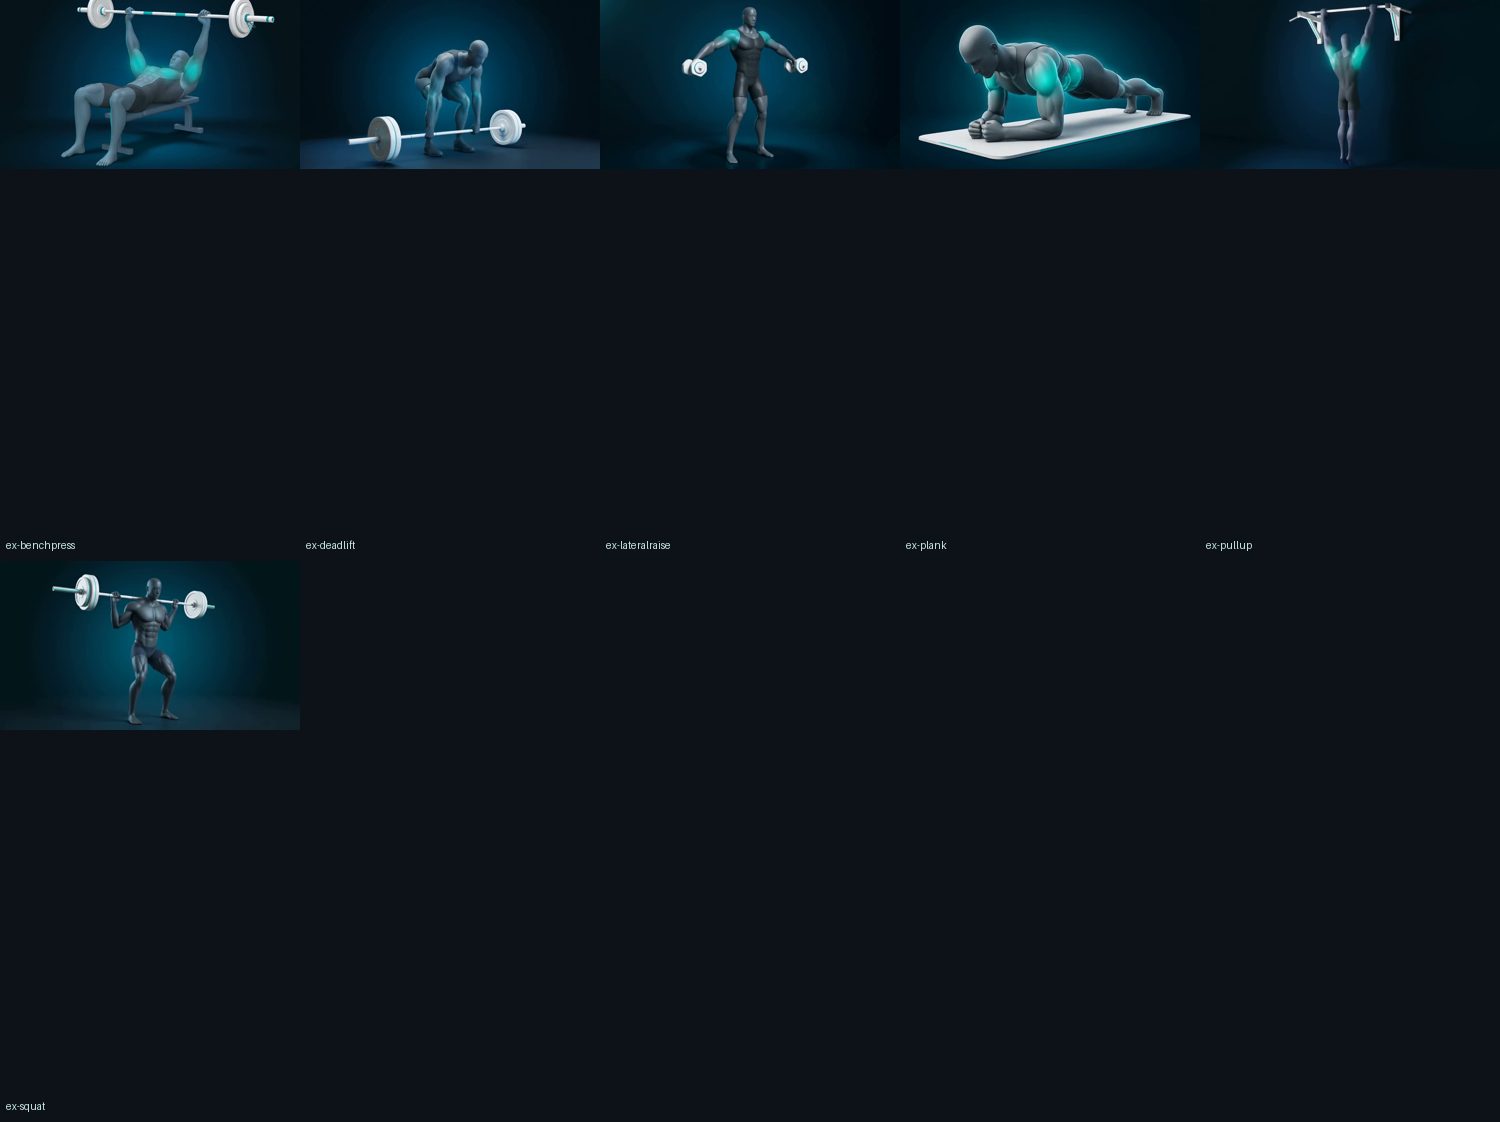 ex-benchpress
ex-deadlift
ex-lateralraise
ex-plank
ex-pullup
ex-squat